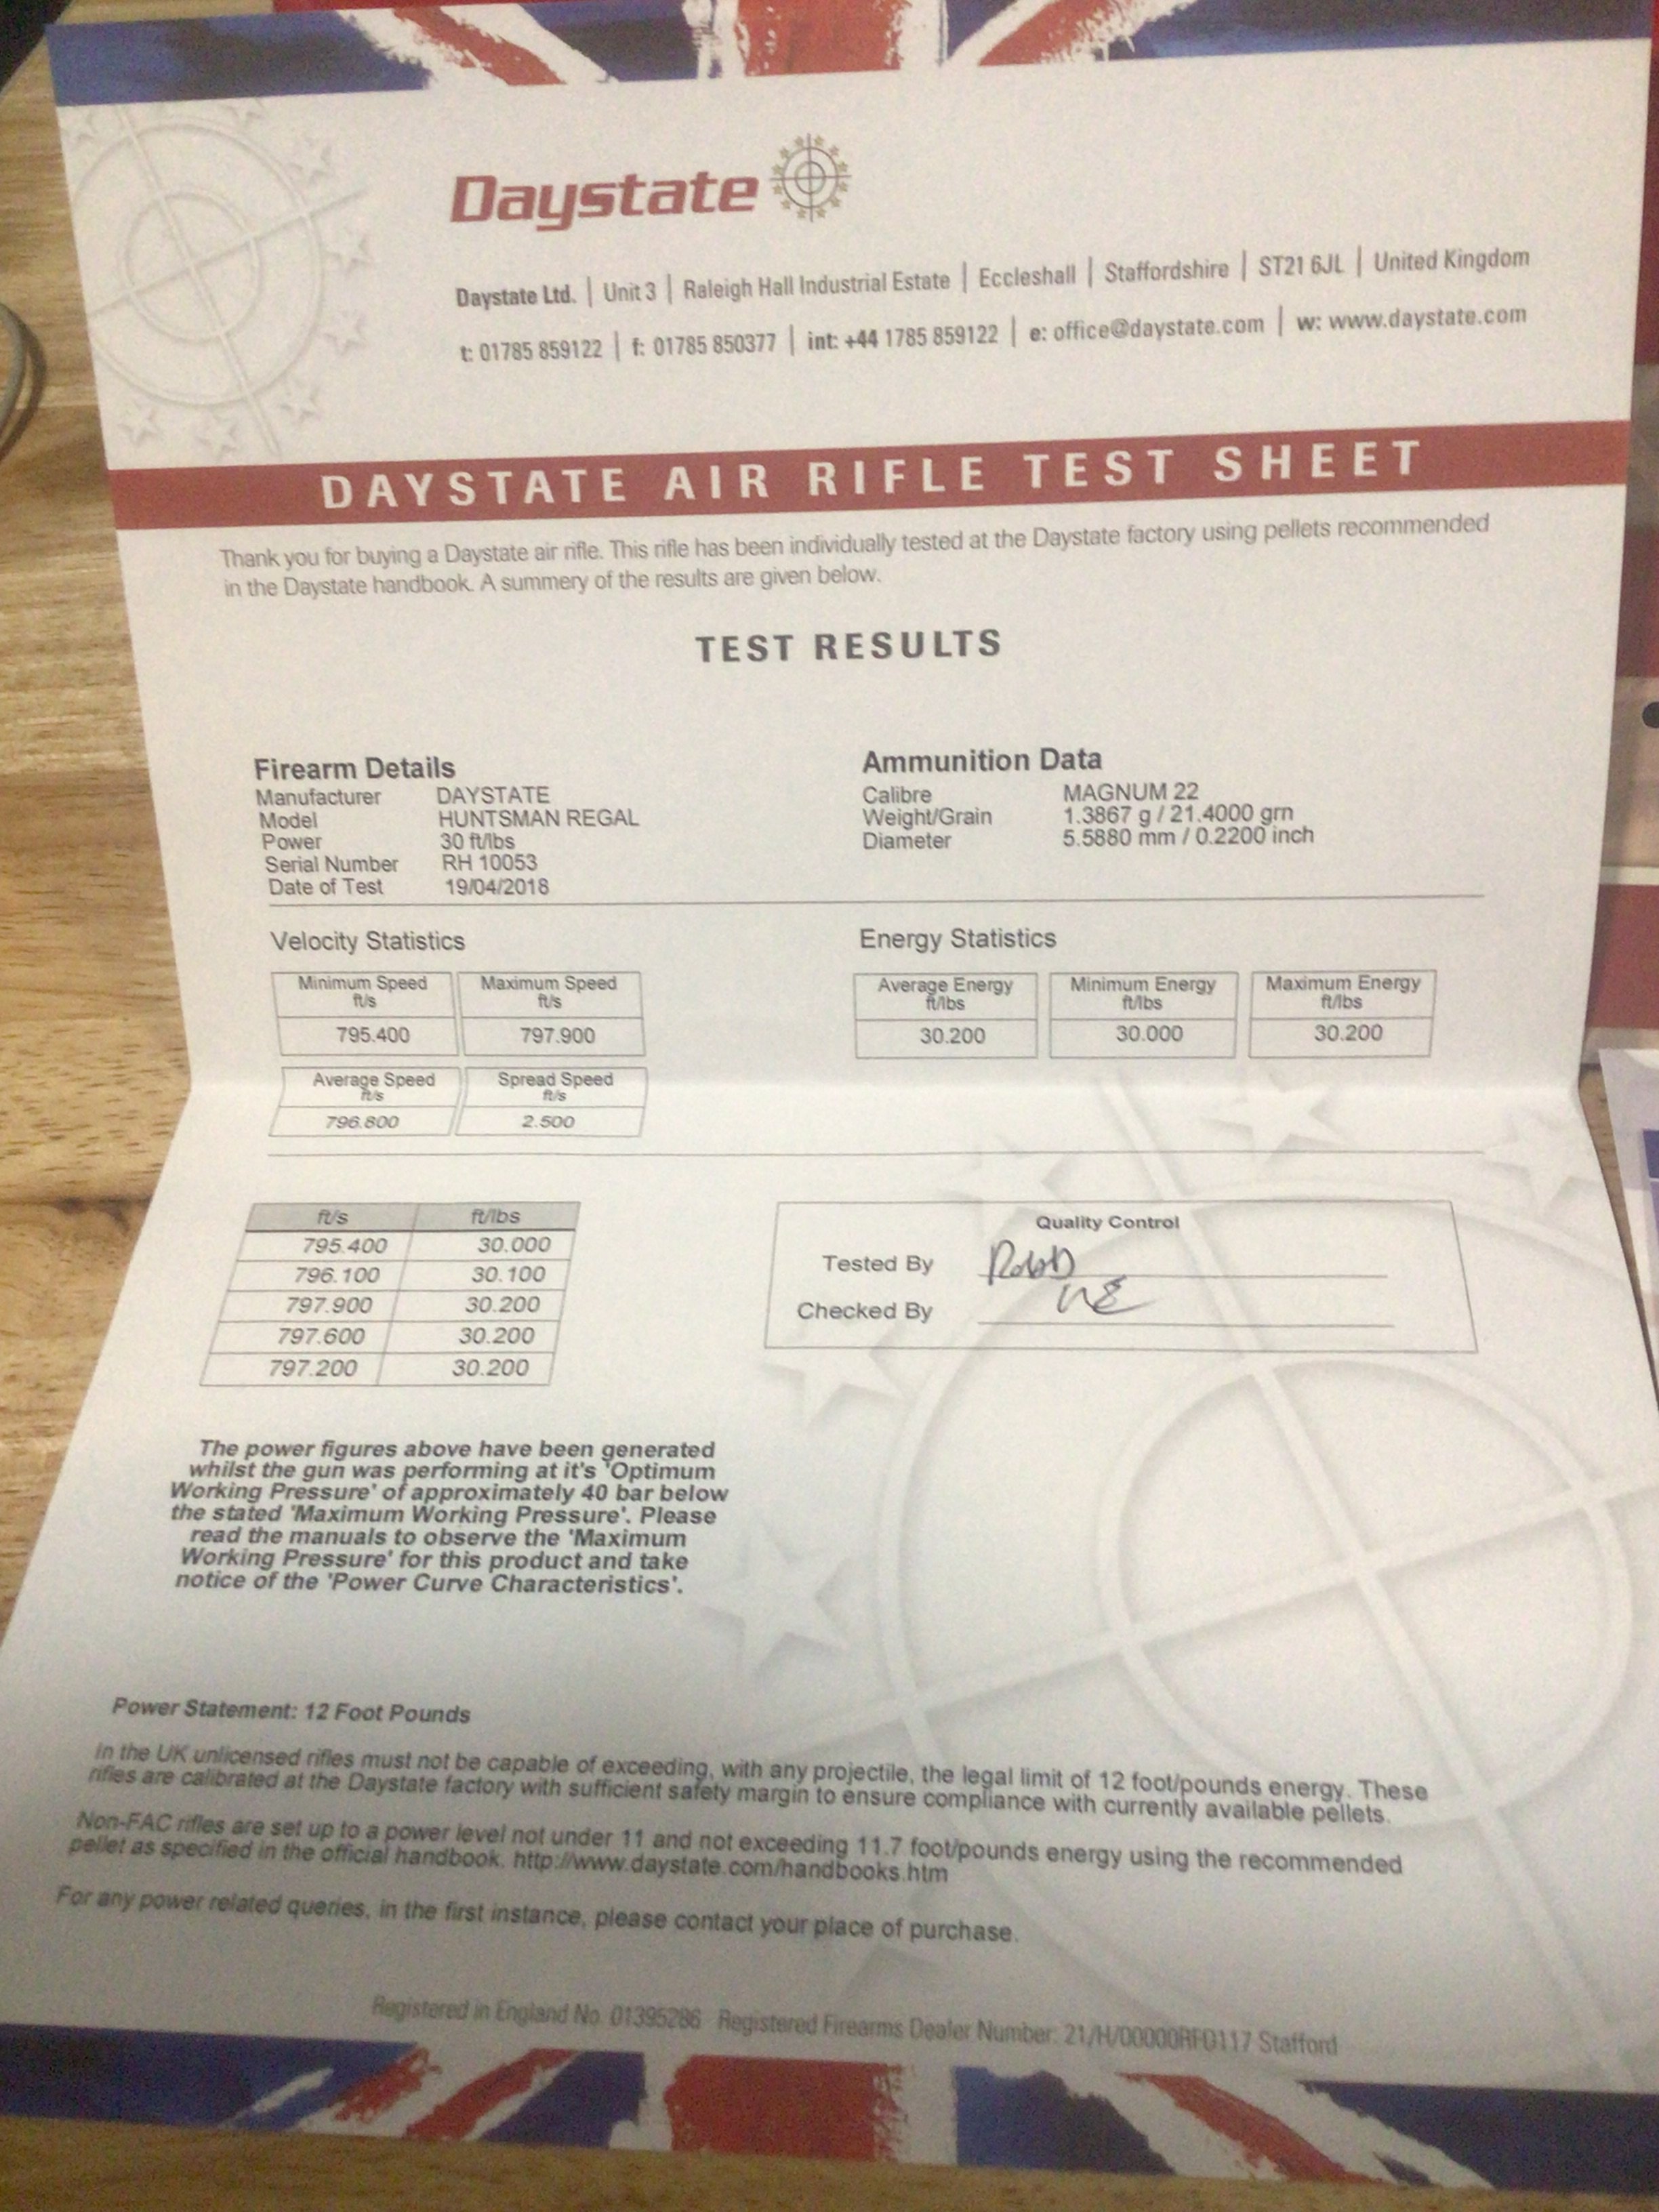 Daystate
Daystate Ltd. | Unit 3 | Raleigh Hall Industrial Estate | Eccleshall | Staffordshire | ST21 6JL | United Kingdom
t: 01785 859122 | f: 01785 850377 | int: +44 1785 859122 | e: office@daystate.com | w: www.daystate.com
DAYSTATE AIR RIFLE TEST SHEET
Thank you for buying a Daystate air rifle. This rifle has been individually tested at the Daystate factory using pellets recommended
in the Daystate handbook. A summery of the results are given below.
TEST RESULTS
Firearm Details
Manufacturer DAYSTATE
Model HUNTSMAN REGAL
Power 30 ft/lbs
Serial Number RH 10053
Date of Test 19/04/2018
Ammunition Data
Calibre MAGNUM 22
Weight/Grain 1.3867 g / 21.4000 grn
Diameter 5.5880 mm / 0.2200 inch
Velocity Statistics
Minimum Speed Maximum Speed
ft/s ft/s
795.400 797.900
Average Speed Spread Speed
ft/s ft/s
796.800 2.500
Energy Statistics
Average Energy Minimum Energy Maximum Energy
ft/lbs ft/lbs ft/lbs
30.200 30.000 30.200
ft/s ft/lbs
795.400 30.000
796.100 30.100
797.900 30.200
797.600 30.200
797.200 30.200
Quality Control
Tested By
Checked By
The power figures above have been generated
whilst the gun was performing at it's 'Optimum
Working Pressure' of approximately 40 bar below
the stated 'Maximum Working Pressure'. Please
read the manuals to observe the 'Maximum
Working Pressure' for this product and take
notice of the 'Power Curve Characteristics'.
Power Statement: 12 Foot Pounds
In the UK unlicensed rifles must not be capable of exceeding, with any projectile, the legal limit of 12 foot/pounds energy. These
rifles are calibrated at the Daystate factory with sufficient safety margin to ensure compliance with currently available pellets.
Non-FAC rifles are set up to a power level not under 11 and not exceeding 11.7 foot/pounds energy using the recommended
pellet as specified in the official handbook. http://www.daystate.com/handbooks.htm
For any power related queries, in the first instance, please contact your place of purchase.
Registered in England No. 01395286 Registered Firearms Dealer Number: 21/H/00000RFD117 Stafford